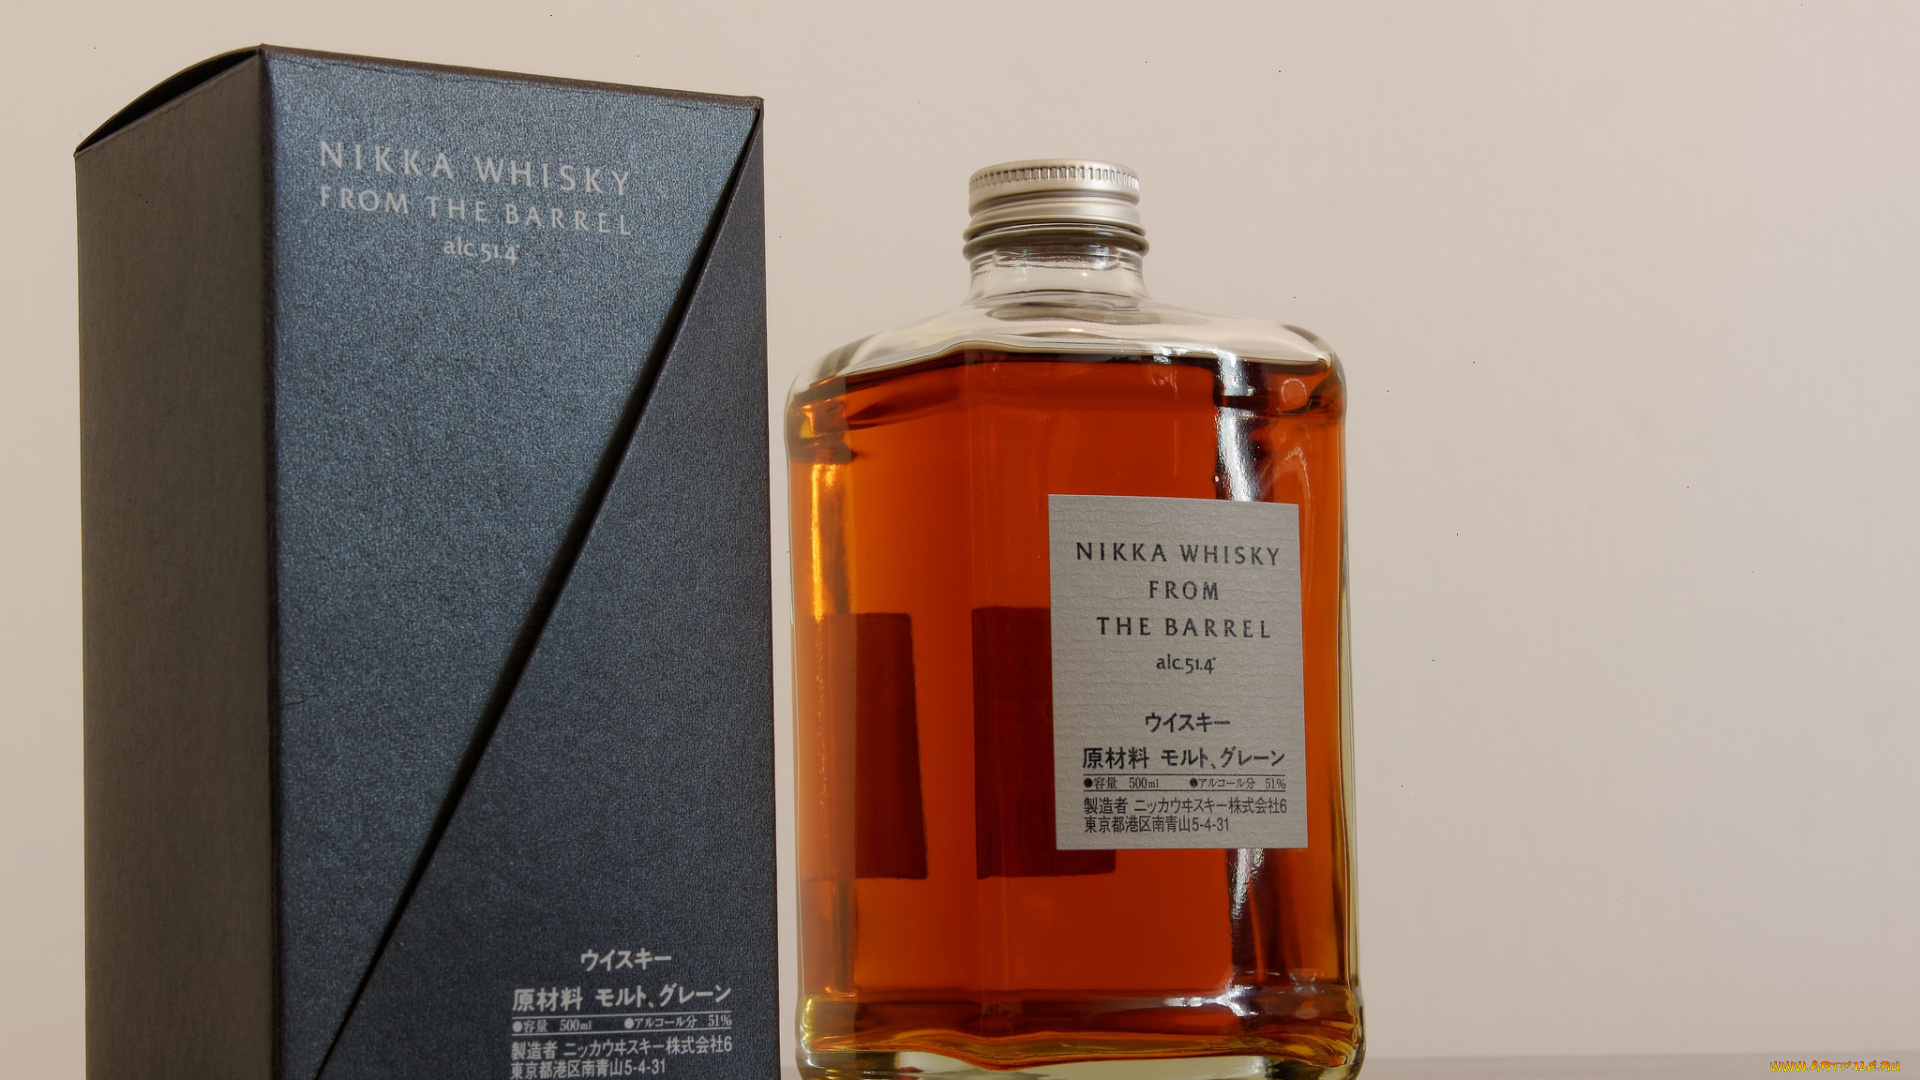 NIKKA WHISKY
FROM THE BARREL
alc.51.4°
ウイスキー
原材料 モルト、グレーン
●容量 500ml ●アルコール分 51%
製造者 ニッカウヰスキー株式会社6
東京都港区南青山5-4-31
NIKKA WHISKY
FROM
THE BARREL
alc.51.4°
ウイスキー
原材料 モルト、グレーン
●容量 500ml ●アルコール分 51%
製造者 ニッカウヰスキー株式会社6
東京都港区南青山5-4-31
www.ArtFile.ru